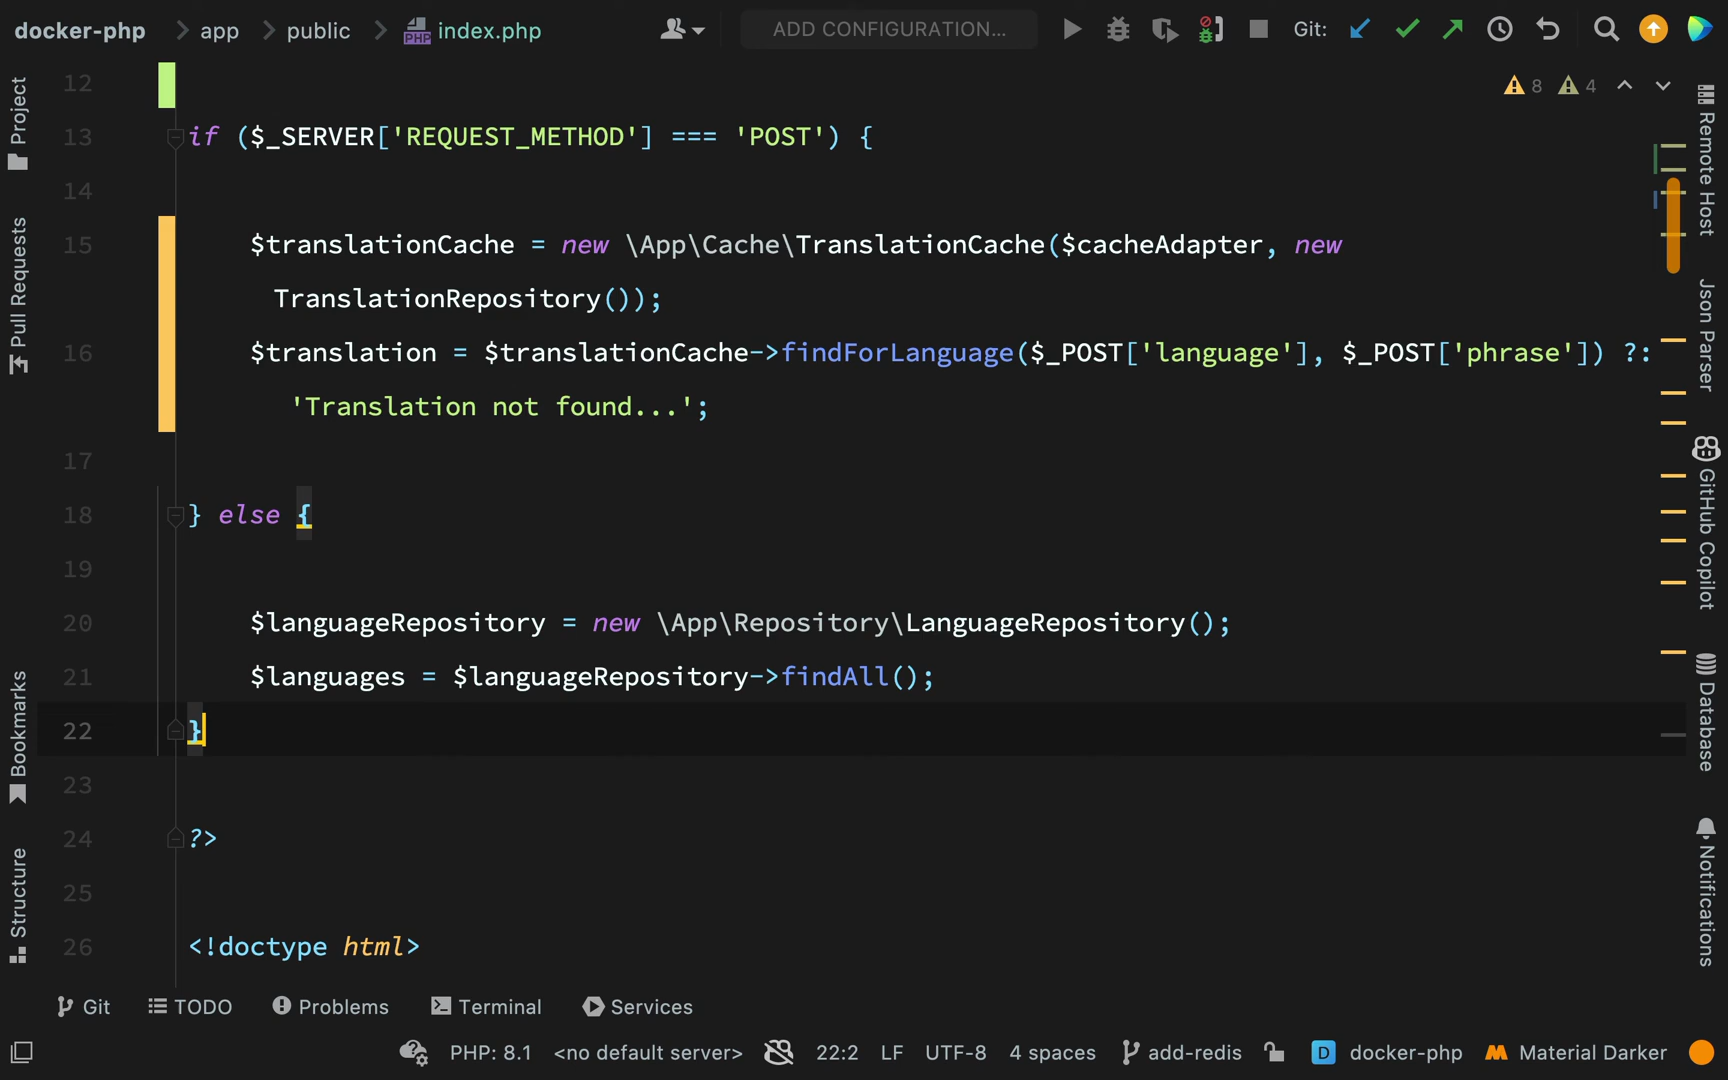 docker-php
app
public
PHP
index.php
ADD CONFIGURATION...
Git:
8
4
Project
Pull Requests
Bookmarks
Structure
12
13 if ($_SERVER['REQUEST_METHOD'] === 'POST') {
14
15 $translationCache = new \App\Cache\TranslationCache($cacheAdapter, new
TranslationRepository());
16 $translation = $translationCache->findForLanguage($_POST['language'], $_POST['phrase']) ?:
'Translation not found...';
17
18 } else {
19
20 $languageRepository = new \App\Repository\LanguageRepository();
21 $languages = $languageRepository->findAll();
22 }
23
24 ?>
25
26 <!doctype html>
Remote Host
Json Parser
GitHub Copilot
Database
Notifications
Git
TODO
Problems
Terminal
Services
PHP: 8.1
<no default server>
22:2
LF
UTF-8
4 spaces
add-redis
D
docker-php
Material Darker